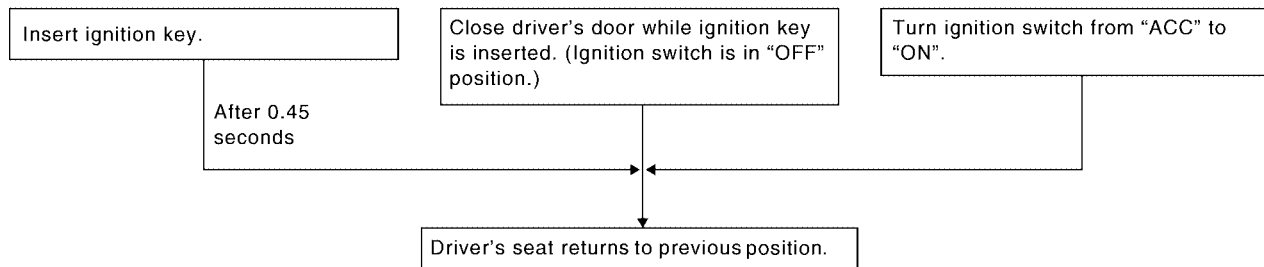 Insert ignition key.
Close driver’s door while ignition key
is inserted. (Ignition switch is in “OFF”
position.)
Turn ignition switch from “ACC” to
“ON”.
After 0.45
seconds
Driver’s seat returns to previous position.